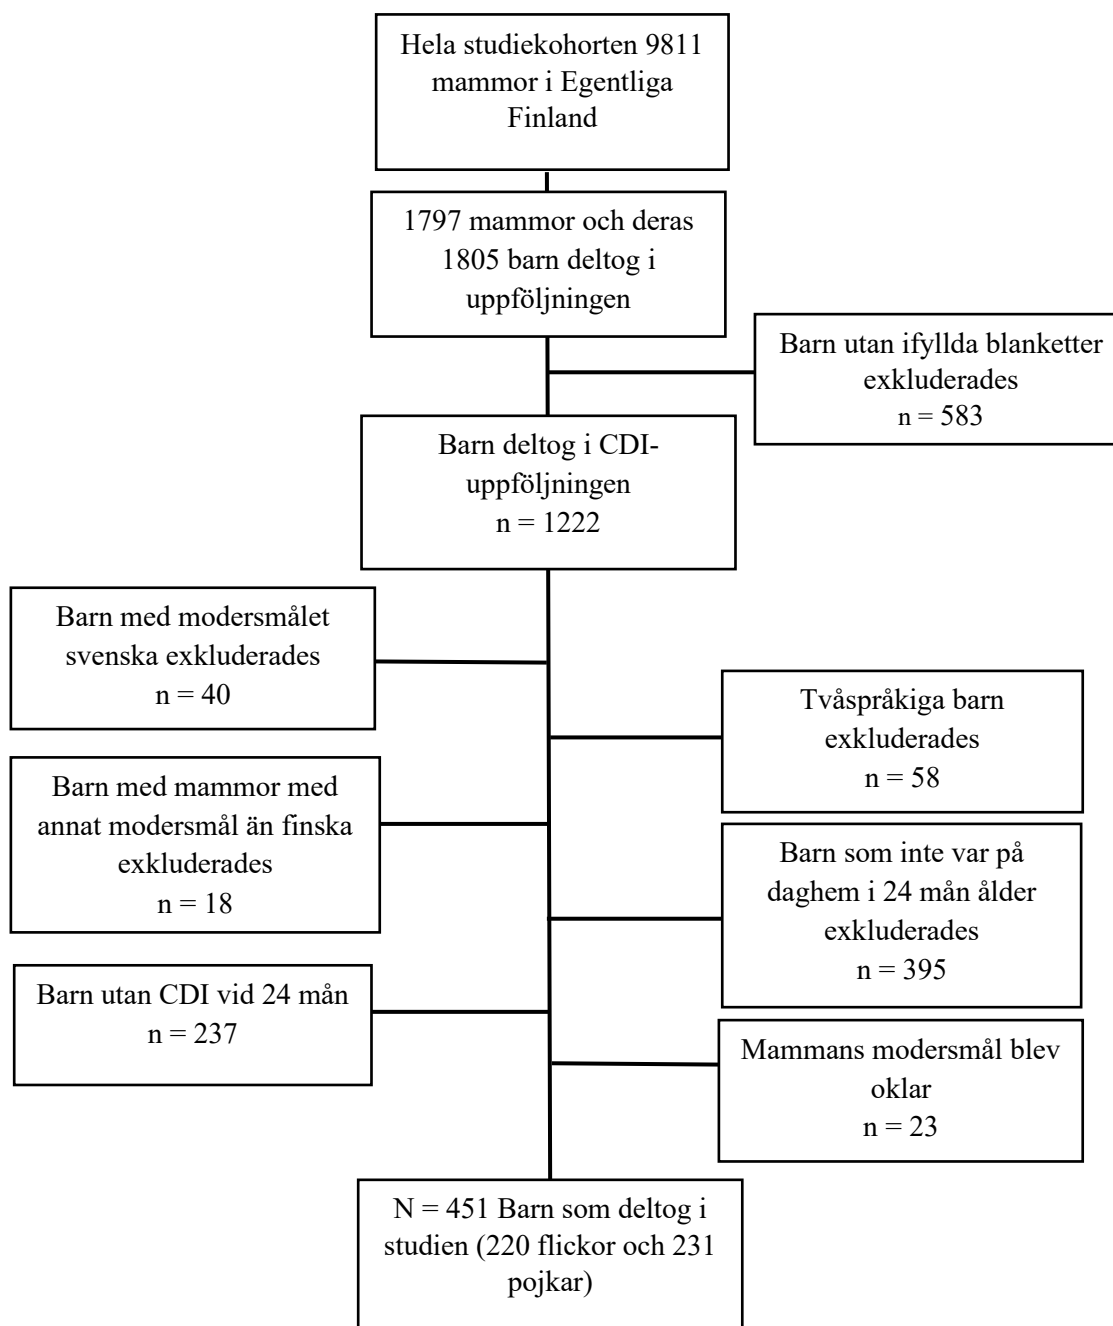 Hela studiekohorten 9811
mammor i Egentliga
Finland
1797 mammor och deras
1805 barn deltog i
uppföljningen
Barn utan ifyllda blanketter
exkluderades
n = 583
Barn deltog i CDI-
uppföljningen
n = 1222
Barn med modersmålet
svenska exkluderades
n = 40
Tvåspråkiga barn
exkluderades
n = 58
Barn med mammor med
annat modersmål än finska
exkluderades
n = 18
Barn som inte var på
daghem i 24 mån ålder
exkluderades
n = 395
Barn utan CDI vid 24 mån
n = 237
Mammans modersmål blev
oklar
n = 23
N = 451 Barn som deltog i
studien (220 flickor och 231
pojkar)